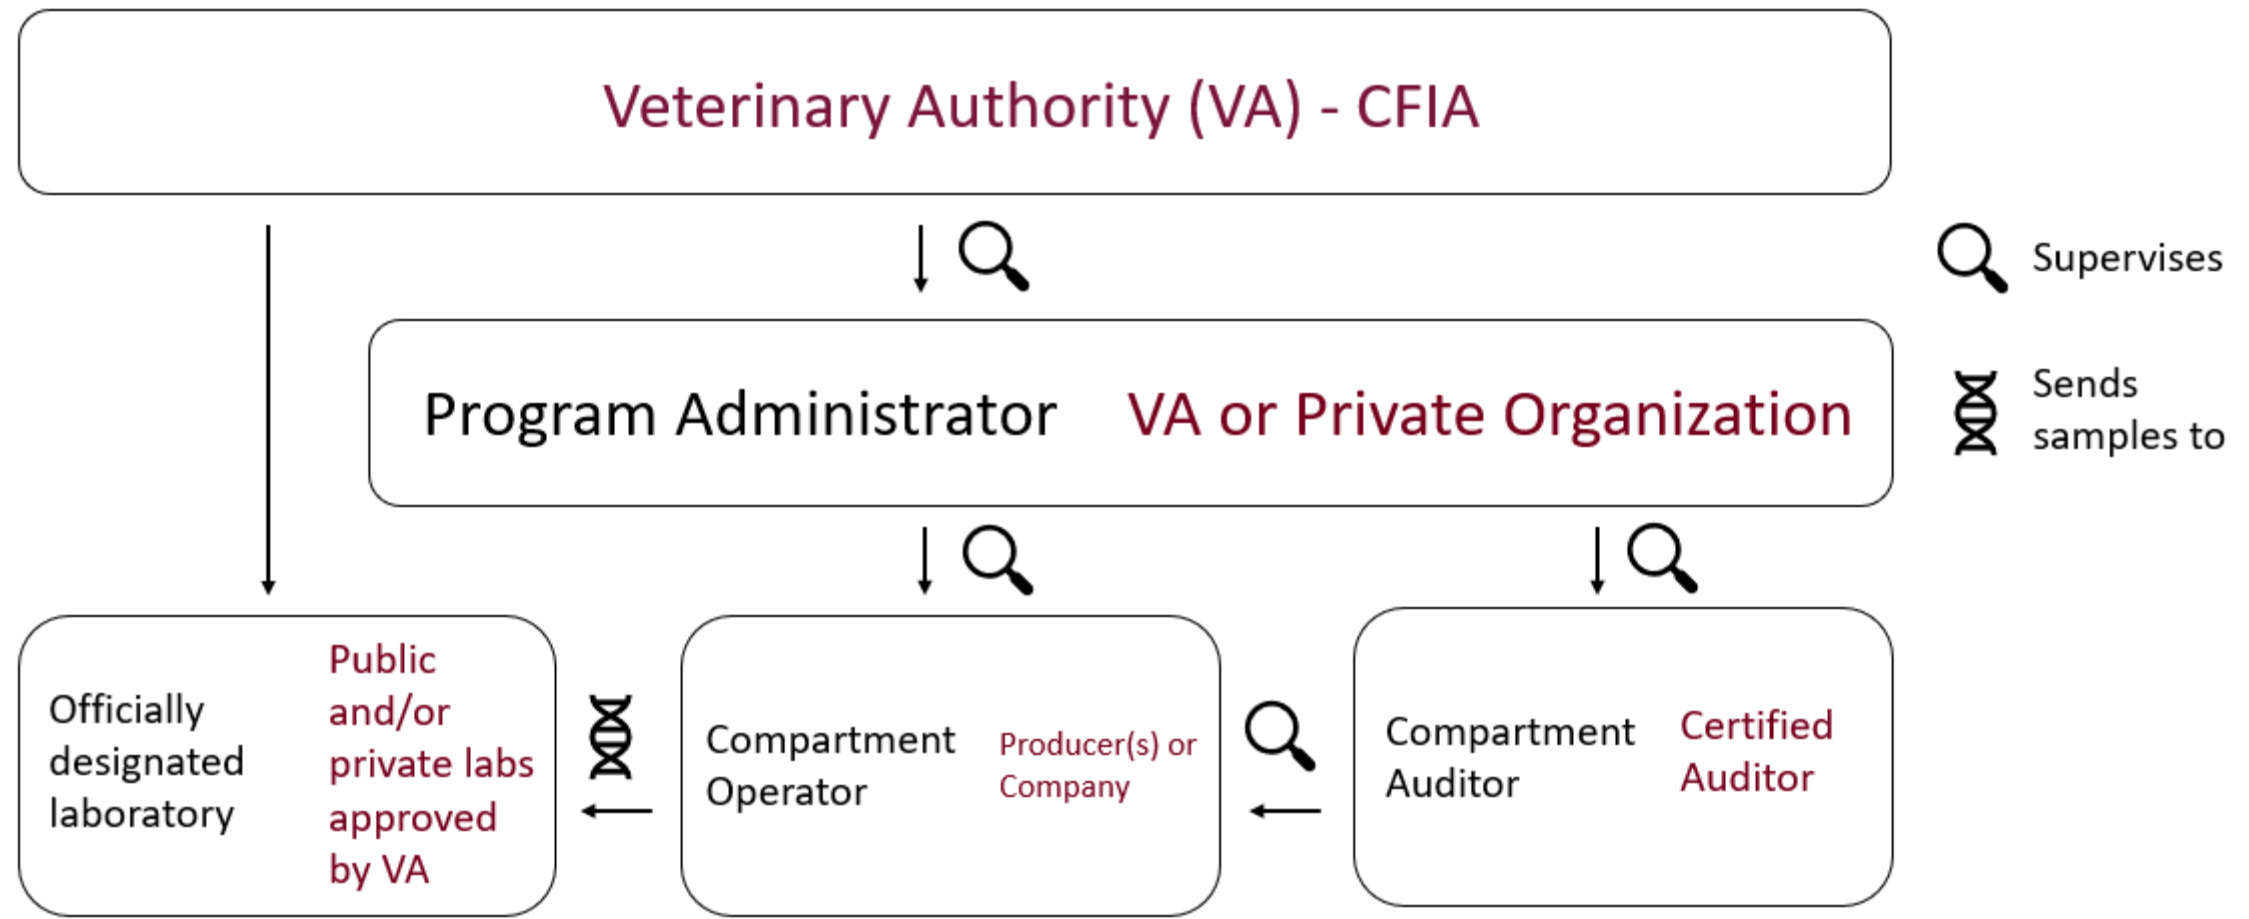 Veterinary Authority (VA) - CFIA
Supervises
Sends
samples to
Program Administrator VA or Private Organization
Officially
designated
laboratory
Public
and/or
private labs
approved
by VA
Compartment
Operator
Producer(s) or
Company
Compartment
Auditor
Certified
Auditor